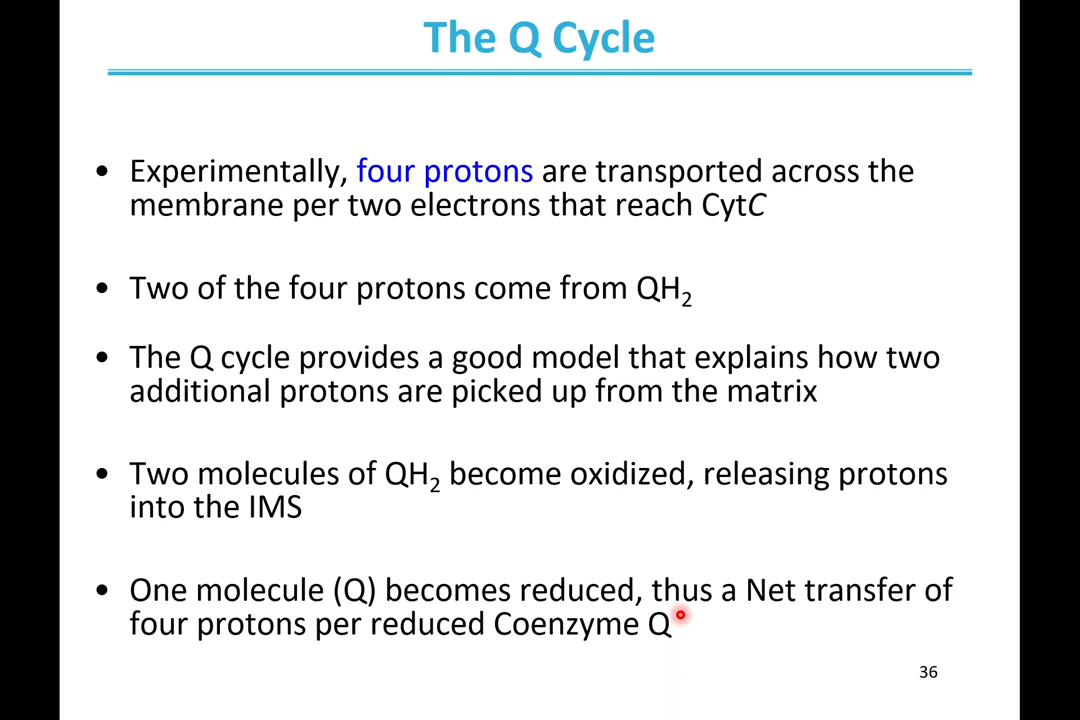 The Q Cycle
• Experimentally, four protons are transported across the
membrane per two electrons that reach CytC
• Two of the four protons come from QH₂
• The Q cycle provides a good model that explains how two
additional protons are picked up from the matrix
• Two molecules of QH₂ become oxidized, releasing protons
into the IMS
• One molecule (Q) becomes reduced, thus a Net transfer of
four protons per reduced Coenzyme Q
36